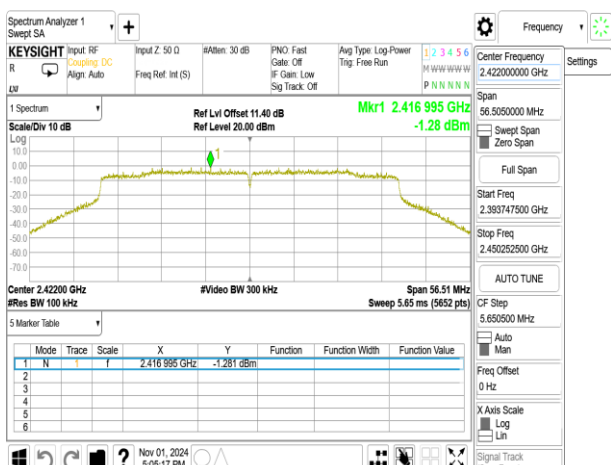 Spectrum Analyzer 1
Swept SA
Frequency
KEYSIGHT
R
Input: RF
Coupling: DC
Align: Auto
Input Z: 50 Ω
Freq Ref: Int (S)
#Atten: 30 dB
PNO: Fast
Gate: Off
IF Gain: Low
Sig Track: Off
Avg Type: Log-Power
Trig: Free Run
1 2 3 4 5 6
M W W W W W
P N N N N N
1 Spectrum
Scale/Div 10 dB
Ref Lvl Offset 11.40 dB
Ref Level 20.00 dBm
Mkr1 2.416 995 GHz
-1.28 dBm
Log
10.0
0.00
-10.0
-20.0
-30.0
-40.0
-50.0
-60.0
-70.0
1
Center 2.42200 GHz
#Res BW 100 kHz
#Video BW 300 kHz
Span 56.51 MHz
Sweep 5.65 ms (5652 pts)
5 Marker Table
Mode Trace Scale X Y Function Function Width Function Value
1 N 1 f 2.416 995 GHz -1.281 dBm
2
3
4
5
6
Nov 01, 2024
5:05:17 PM
Center Frequency
2.422000000 GHz
Settings
Span
56.5050000 MHz
Swept Span
Zero Span
Full Span
Start Freq
2.393747500 GHz
Stop Freq
2.450252500 GHz
AUTO TUNE
CF Step
5.650500 MHz
Auto
Man
Freq Offset
0 Hz
X Axis Scale
Log
Lin
Signal Track